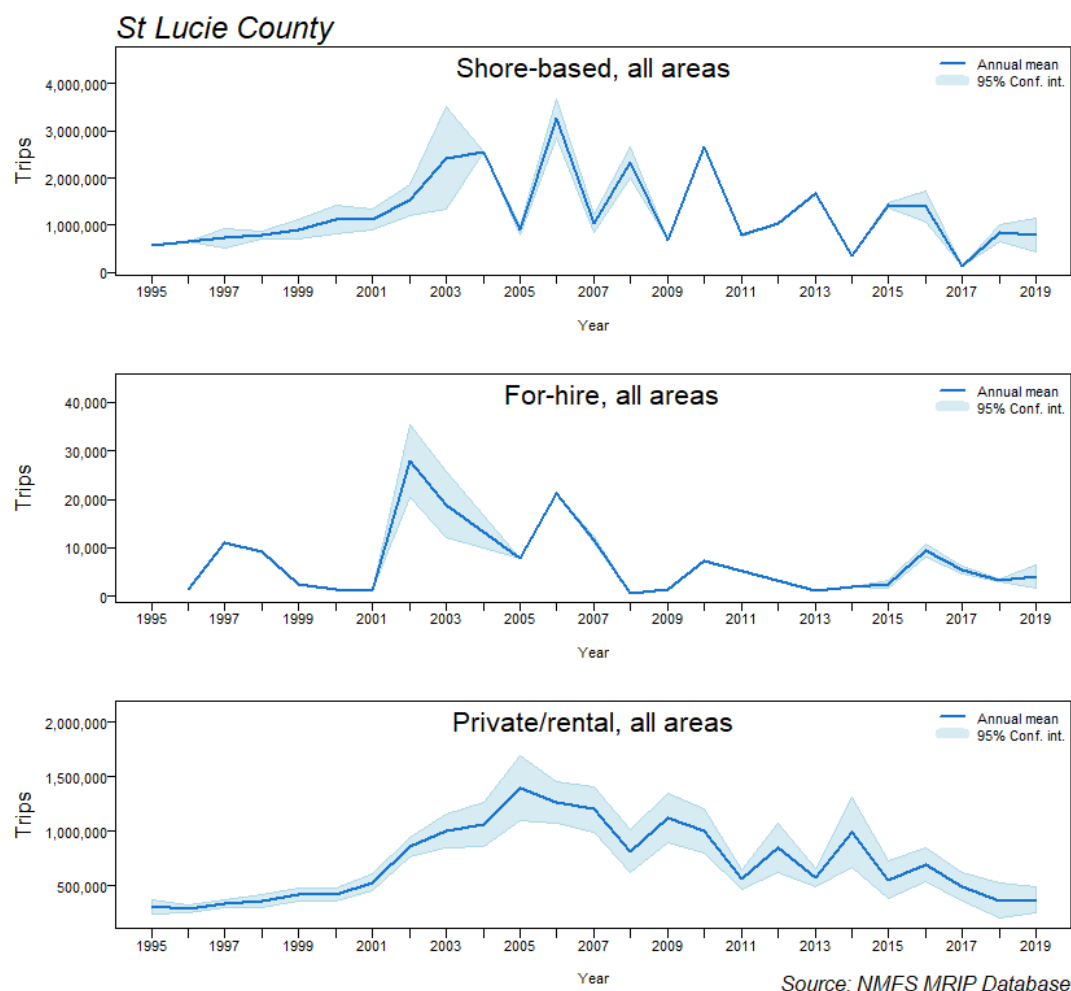 St Lucie County
Shore-based, all areas
Annual mean
95% Conf. int.
Trips
4,000,000
3,000,000
2,000,000
1,000,000
0
1995 1997 1999 2001 2003 2005 2007 2009 2011 2013 2015 2017 2019
Year
For-hire, all areas
Annual mean
95% Conf. int.
Trips
40,000
30,000
20,000
10,000
0
1995 1997 1999 2001 2003 2005 2007 2009 2011 2013 2015 2017 2019
Year
Private/rental, all areas
Annual mean
95% Conf. int.
Trips
2,000,000
1,500,000
1,000,000
500,000
1995 1997 1999 2001 2003 2005 2007 2009 2011 2013 2015 2017 2019
Year
Source: NMFS MRIP Database